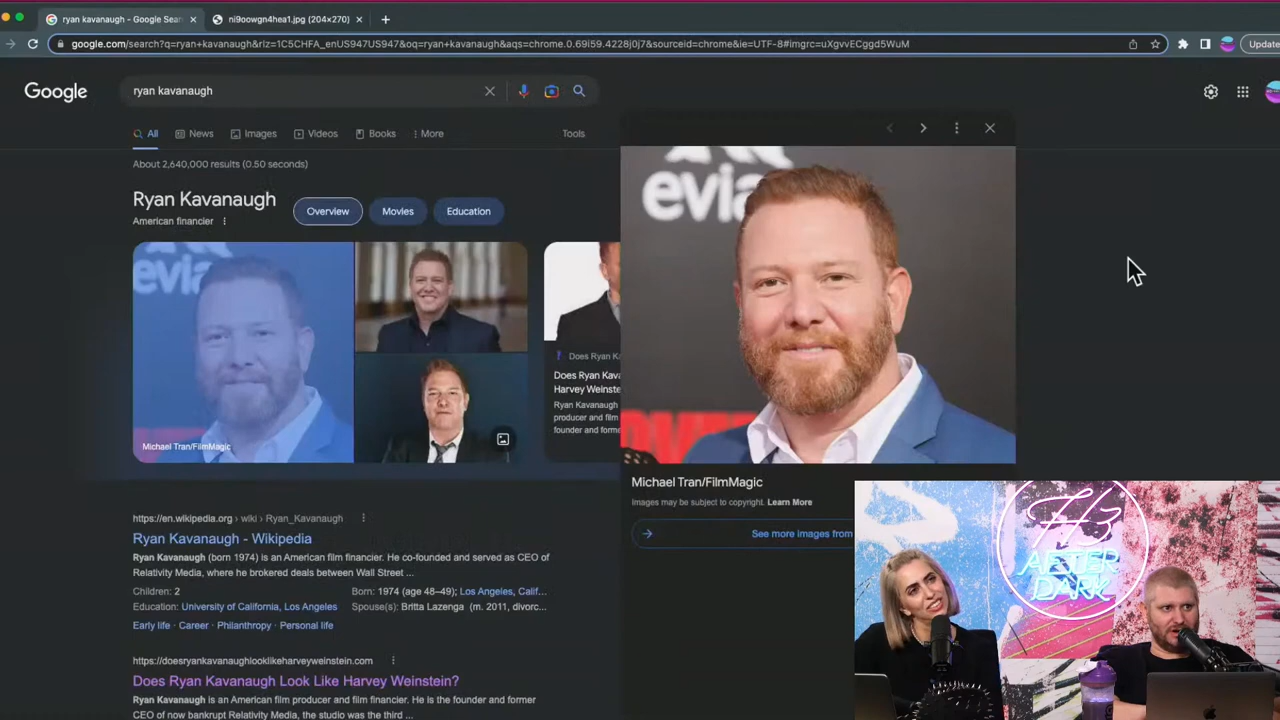 ryan kavanaugh - Google Sear
ni9oowgn4hea1.jpg (204×270)
google.com/search?q=ryan+kavanaugh&rlz=1C5CHFA_enUS947US947&oq=ryan+kavanaugh&aqs=chrome.0.69i59.4228j0j7&sourceid=chrome&ie=UTF-8#imgrc=uXgvvECggd5WuM
Update
Google
ryan kavanaugh
All
News
Images
Videos
Books
More
Tools
About 2,640,000 results (0.50 seconds)
Ryan Kavanaugh
American financier
Overview
Movies
Education
evia
Michael Tran/FilmMagic
Does Ryan K
Does Ryan Ka
Harvey Weinste
Ryan Kavanaugh
producer and film
founder and forme
evia
Michael Tran/FilmMagic
Images may be subject to copyright. Learn More
See more images from
https://en.wikipedia.org › wiki › Ryan_Kavanaugh
Ryan Kavanaugh - Wikipedia
Ryan Kavanaugh (born 1974) is an American film financier. He co-founded and served as CEO of
Relativity Media, where he brokered deals between Wall Street ...
Children: 2
Born: 1974 (age 48–49); Los Angeles, Calif...
Education: University of California, Los Angeles
Spouse(s): Britta Lazenga (m. 2011, divorc...
Early life · Career · Philanthropy · Personal life
https://doesryankavanaughlooklikeharveyweinstein.com
Does Ryan Kavanaugh Look Like Harvey Weinstein?
Ryan Kavanaugh is an American film producer and film financier. He is the founder and former
CEO of now bankrupt Relativity Media, the studio was the third ...
H3
AFTER
DARK